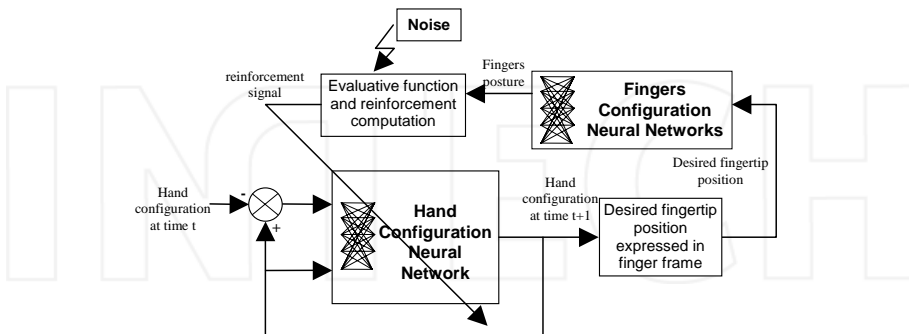 Noise
reinforcement
signal
Evaluative function
and reinforcement
computation
Fingers
posture
Fingers
Configuration
Neural Networks
Desired fingertip
position
Hand
configuration
at time t
-
+
Hand
Configuration
Neural
Network
Hand
configuration
at time t+1
Desired fingertip
position
expressed in
finger frame
INTECH